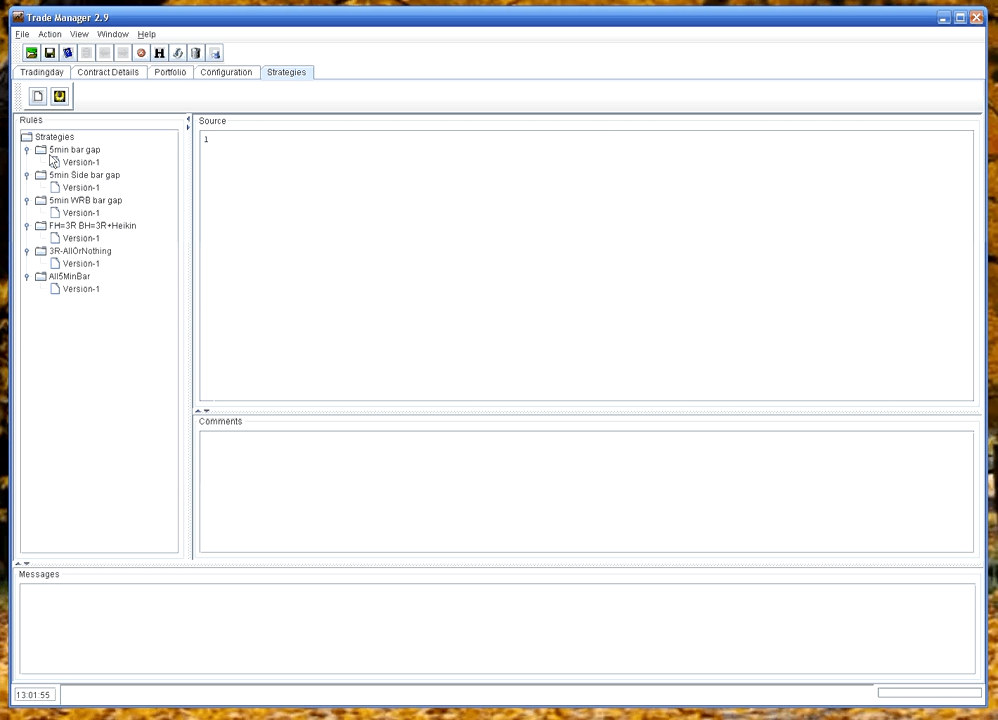 Trade Manager 2.9
File Action View Window Help
Tradingday Contract Details Portfolio Configuration Strategies
Rules
Strategies
5min bar gap
Version-1
5min Side bar gap
Version-1
5min WRB bar gap
Version-1
FH=3R BH=3R+Heikin
Version-1
3R-AllOrNothing
Version-1
All5MinBar
Version-1
Source
1
Comments
Messages
13:01:55